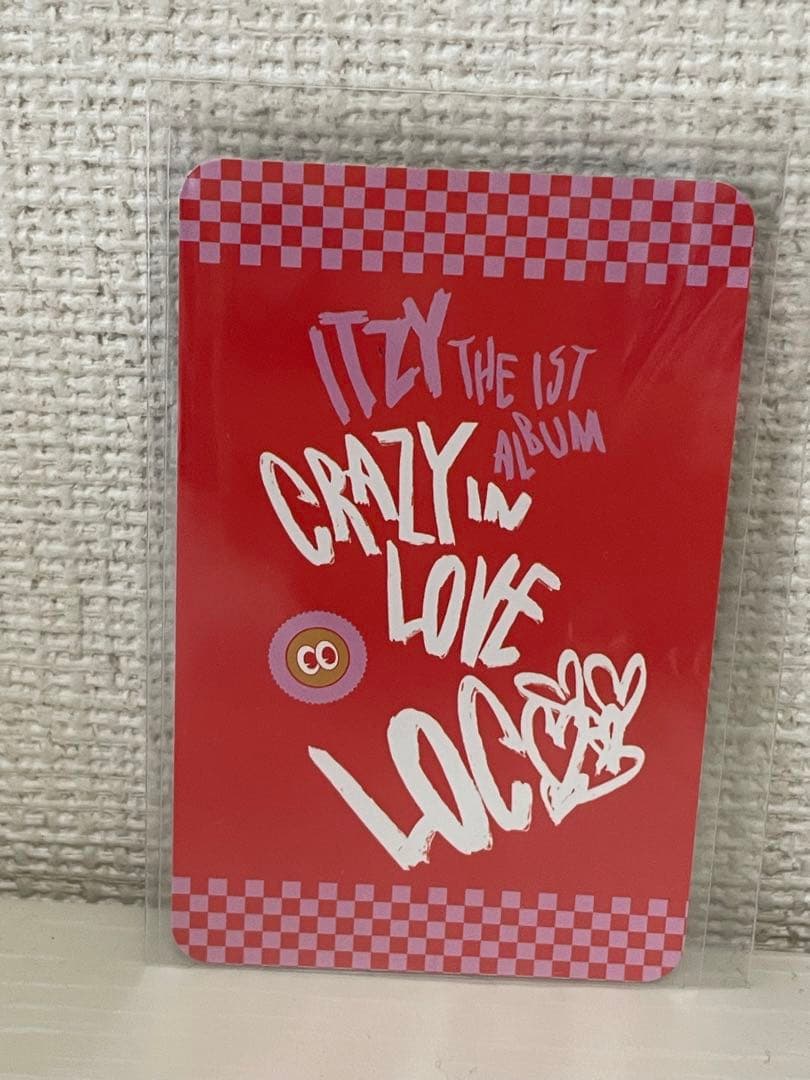 ITZY THE 1ST
ALBUM
CRAZY IN
LOVE
LOCO